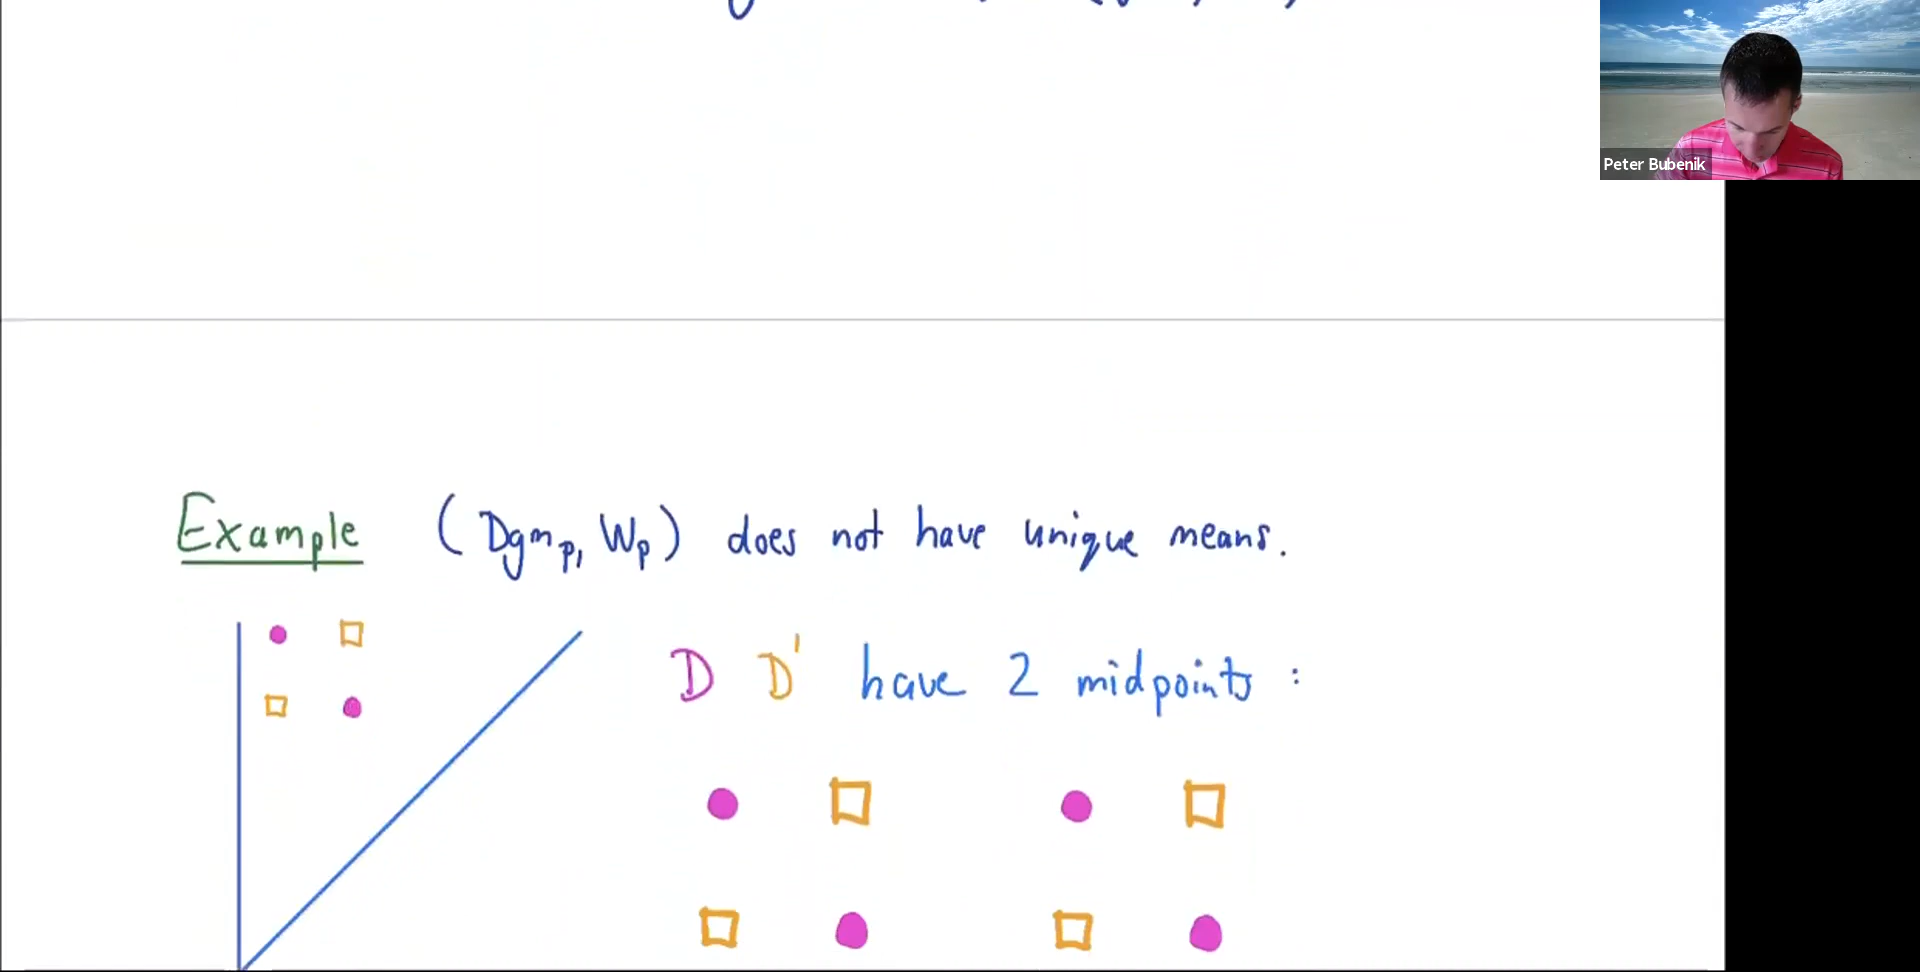 Peter Bubenik
Example (Dgm_p, W_p) does not have unique means.
D D' have 2 midpoints :